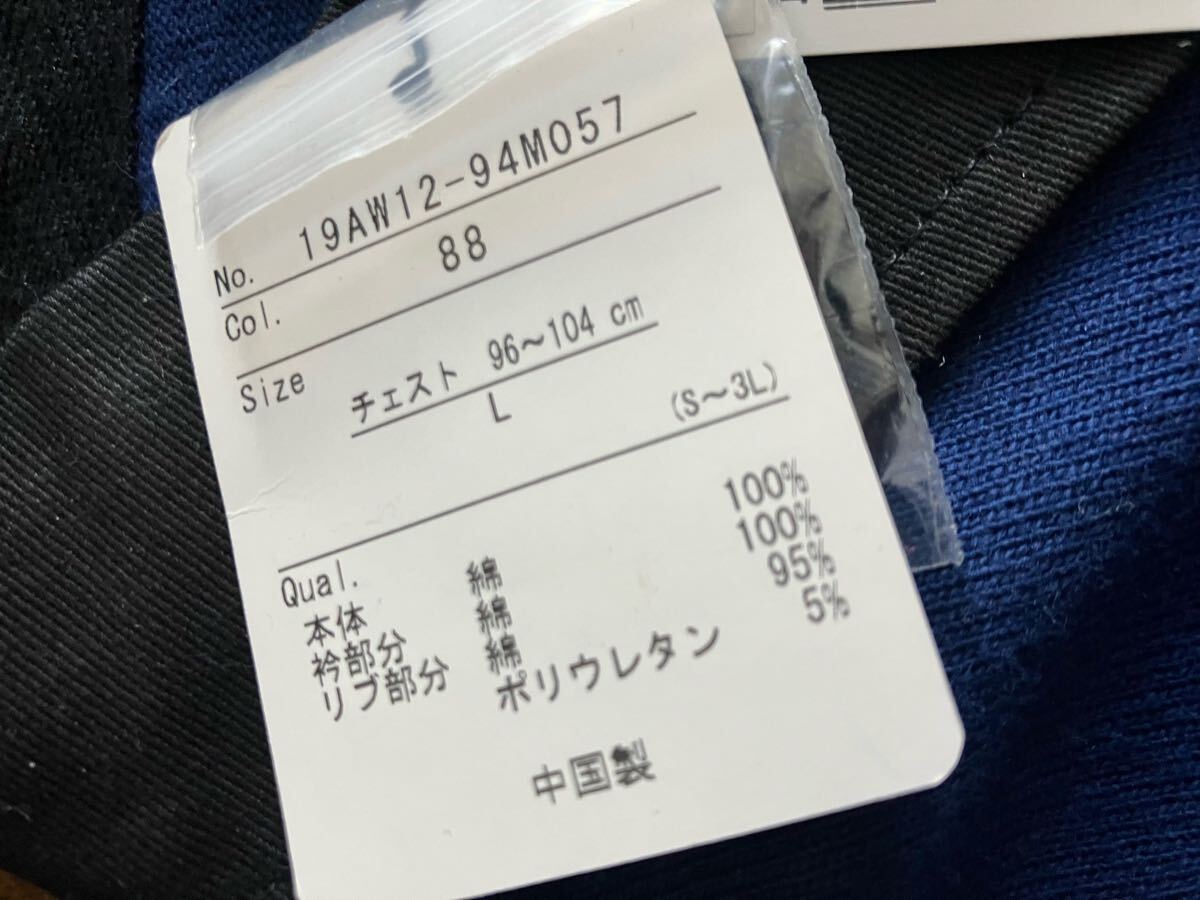 No. 19AW12-94M057
Col. 88
Size チェスト 96～104 cm
L (S～3L)
Qual.
本体 綿 100%
衿部分 綿 100%
リブ部分 綿 95%
ポリウレタン 5%
中国製